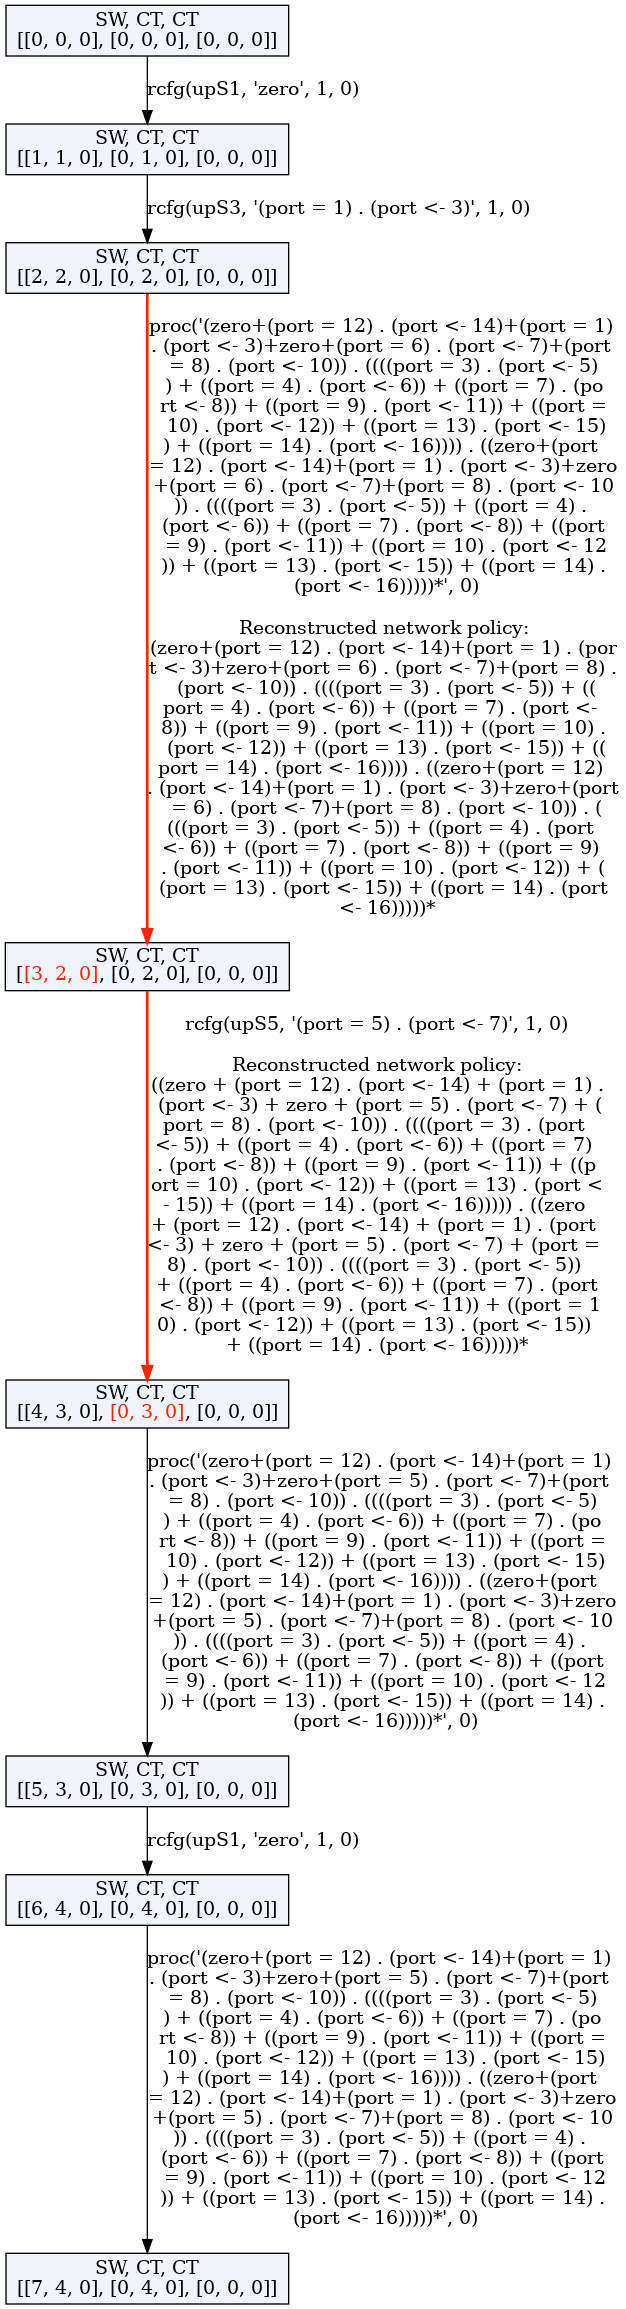 SW, CT, CT
[[0, 0, 0], [0, 0, 0], [0, 0, 0]]
rcfg(upS1, 'zero', 1, 0)
SW, CT, CT
[[1, 1, 0], [0, 1, 0], [0, 0, 0]]
rcfg(upS3, '(port = 1) . (port <- 3)', 1, 0)
SW, CT, CT
[[2, 2, 0], [0, 2, 0], [0, 0, 0]]
proc('(zero+(port = 12) . (port <- 14)+(port = 1)
. (port <- 3)+zero+(port = 6) . (port <- 7)+(port
= 8) . (port <- 10)) . ((((port = 3) . (port <- 5)
) + ((port = 4) . (port <- 6)) + ((port = 7) . (po
rt <- 8)) + ((port = 9) . (port <- 11)) + ((port =
10) . (port <- 12)) + ((port = 13) . (port <- 15)
) + ((port = 14) . (port <- 16)))) . ((zero+(port
= 12) . (port <- 14)+(port = 1) . (port <- 3)+zero
+(port = 6) . (port <- 7)+(port = 8) . (port <- 10
)) . ((((port = 3) . (port <- 5)) + ((port = 4) .
(port <- 6)) + ((port = 7) . (port <- 8)) + ((port
= 9) . (port <- 11)) + ((port = 10) . (port <- 12
)) + ((port = 13) . (port <- 15)) + ((port = 14) .
(port <- 16)))))*', 0)
Reconstructed network policy:
(zero+(port = 12) . (port <- 14)+(port = 1) . (por
t <- 3)+zero+(port = 6) . (port <- 7)+(port = 8) .
(port <- 10)) . ((((port = 3) . (port <- 5)) + ((
port = 4) . (port <- 6)) + ((port = 7) . (port <-
8)) + ((port = 9) . (port <- 11)) + ((port = 10) .
(port <- 12)) + ((port = 13) . (port <- 15)) + ((
port = 14) . (port <- 16)))) . ((zero+(port = 12)
. (port <- 14)+(port = 1) . (port <- 3)+zero+(port
= 6) . (port <- 7)+(port = 8) . (port <- 10)) . (
(((port = 3) . (port <- 5)) + ((port = 4) . (port
<- 6)) + ((port = 7) . (port <- 8)) + ((port = 9)
. (port <- 11)) + ((port = 10) . (port <- 12)) + (
(port = 13) . (port <- 15)) + ((port = 14) . (port
<- 16)))))*
SW, CT, CT
[[3, 2, 0], [0, 2, 0], [0, 0, 0]]
rcfg(upS5, '(port = 5) . (port <- 7)', 1, 0)
Reconstructed network policy:
((zero + (port = 12) . (port <- 14) + (port = 1) .
(port <- 3) + zero + (port = 5) . (port <- 7) + (
port = 8) . (port <- 10)) . ((((port = 3) . (port
<- 5)) + ((port = 4) . (port <- 6)) + ((port = 7)
. (port <- 8)) + ((port = 9) . (port <- 11)) + ((p
ort = 10) . (port <- 12)) + ((port = 13) . (port <
- 15)) + ((port = 14) . (port <- 16))))) . ((zero
+ (port = 12) . (port <- 14) + (port = 1) . (port
<- 3) + zero + (port = 5) . (port <- 7) + (port =
8) . (port <- 10)) . ((((port = 3) . (port <- 5))
+ ((port = 4) . (port <- 6)) + ((port = 7) . (port
<- 8)) + ((port = 9) . (port <- 11)) + ((port = 1
0) . (port <- 12)) + ((port = 13) . (port <- 15))
+ ((port = 14) . (port <- 16)))))*
SW, CT, CT
[[4, 3, 0], [0, 3, 0], [0, 0, 0]]
proc('(zero+(port = 12) . (port <- 14)+(port = 1)
. (port <- 3)+zero+(port = 5) . (port <- 7)+(port
= 8) . (port <- 10)) . ((((port = 3) . (port <- 5)
) + ((port = 4) . (port <- 6)) + ((port = 7) . (po
rt <- 8)) + ((port = 9) . (port <- 11)) + ((port =
10) . (port <- 12)) + ((port = 13) . (port <- 15)
) + ((port = 14) . (port <- 16)))) . ((zero+(port
= 12) . (port <- 14)+(port = 1) . (port <- 3)+zero
+(port = 5) . (port <- 7)+(port = 8) . (port <- 10
)) . ((((port = 3) . (port <- 5)) + ((port = 4) .
(port <- 6)) + ((port = 7) . (port <- 8)) + ((port
= 9) . (port <- 11)) + ((port = 10) . (port <- 12
)) + ((port = 13) . (port <- 15)) + ((port = 14) .
(port <- 16)))))*', 0)
SW, CT, CT
[[5, 3, 0], [0, 3, 0], [0, 0, 0]]
rcfg(upS1, 'zero', 1, 0)
SW, CT, CT
[[6, 4, 0], [0, 4, 0], [0, 0, 0]]
proc('(zero+(port = 12) . (port <- 14)+(port = 1)
. (port <- 3)+zero+(port = 5) . (port <- 7)+(port
= 8) . (port <- 10)) . ((((port = 3) . (port <- 5)
) + ((port = 4) . (port <- 6)) + ((port = 7) . (po
rt <- 8)) + ((port = 9) . (port <- 11)) + ((port =
10) . (port <- 12)) + ((port = 13) . (port <- 15)
) + ((port = 14) . (port <- 16)))) . ((zero+(port
= 12) . (port <- 14)+(port = 1) . (port <- 3)+zero
+(port = 5) . (port <- 7)+(port = 8) . (port <- 10
)) . ((((port = 3) . (port <- 5)) + ((port = 4) .
(port <- 6)) + ((port = 7) . (port <- 8)) + ((port
= 9) . (port <- 11)) + ((port = 10) . (port <- 12
)) + ((port = 13) . (port <- 15)) + ((port = 14) .
(port <- 16)))))*', 0)
SW, CT, CT
[[7, 4, 0], [0, 4, 0], [0, 0, 0]]